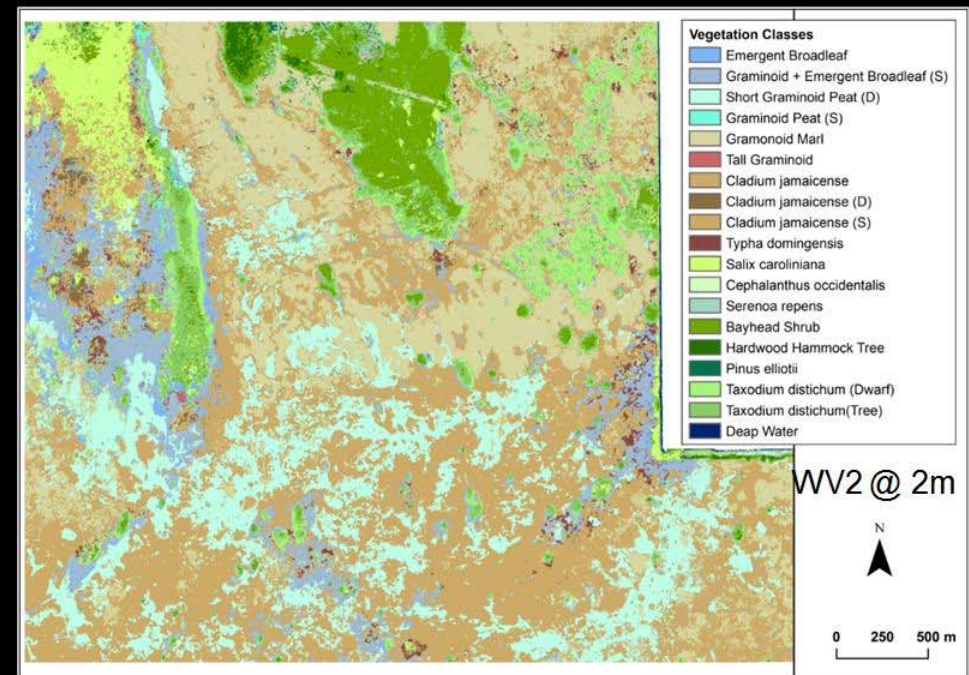 Vegetation Classes
Emergent Broadleaf
Graminoid + Emergent Broadleaf (S)
Short Graminoid Peat (D)
Graminoid Peat (S)
Gramonoid Marl
Tall Graminoid
Cladium jamaicense
Cladium jamaicense (D)
Cladium jamaicense (S)
Typha domingensis
Salix caroliniana
Cephalanthus occidentalis
Serenoa repens
Bayhead Shrub
Hardwood Hammock Tree
Pinus elliotii
Taxodium distichum (Dwarf)
Taxodium distichum(Tree)
Deap Water
WV2 @ 2m
N
0 250 500 m